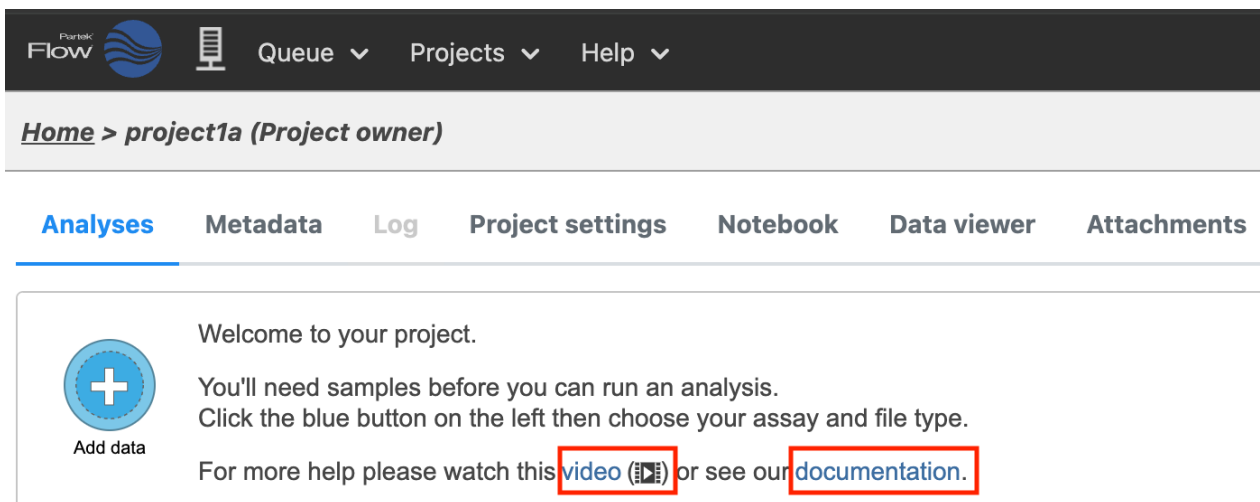 Partek
Flow
Queue Projects Help
Home > project1a (Project owner)
Analyses Metadata Log Project settings Notebook Data viewer Attachments
Welcome to your project.
You'll need samples before you can run an analysis.
Click the blue button on the left then choose your assay and file type.
Add data
For more help please watch this video () or see our documentation.